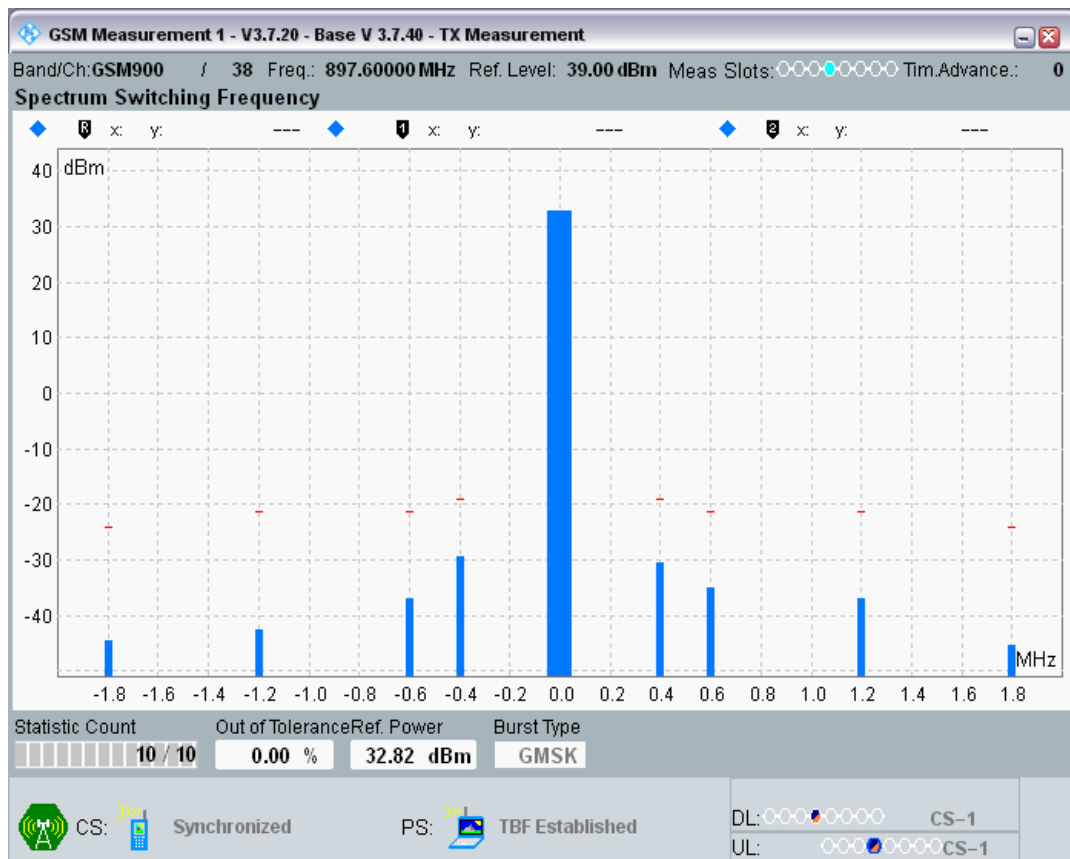 GSM Measurement 1 - V3.7.20 - Base V 3.7.40 - TX Measurement
Band/Ch:GSM900 / 38 Freq.: 897.60000 MHz Ref. Level: 39.00 dBm Meas Slots: Tim.Advance.: 0
Spectrum Switching Frequency
R x: y: --- 1 x: y: --- 2 x: y: ---
dBm
40
30
20
10
0
-10
-20
-30
-40
MHz
-1.8 -1.6 -1.4 -1.2 -1.0 -0.8 -0.6 -0.4 -0.2 0.0 0.2 0.4 0.6 0.8 1.0 1.2 1.4 1.6 1.8
Statistic Count Out of Tolerance Ref. Power Burst Type
10 / 10 0.00 % 32.82 dBm GMSK
CS: Synchronized PS: TBF Established DL: CS-1
UL: CS-1